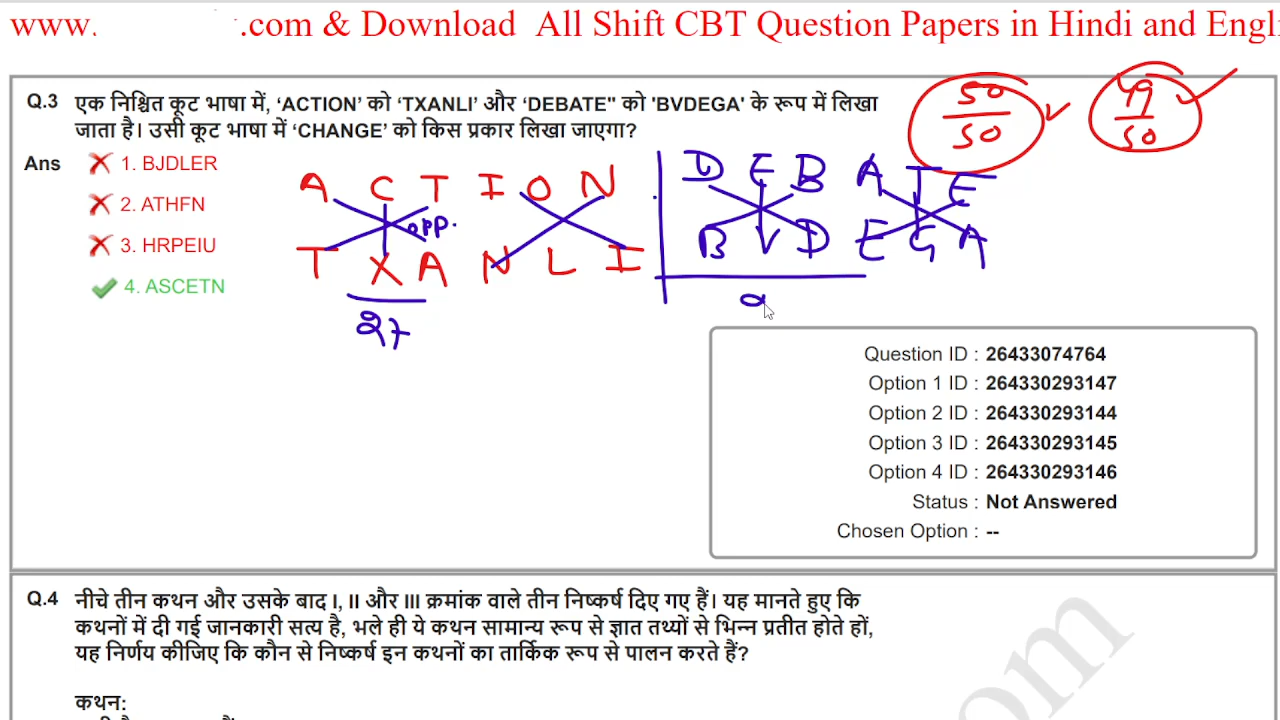 www. .com & Download All Shift CBT Question Papers in Hindi and Engli
Q.3 एक निश्चित कूट भाषा में, ‘ACTION’ को ‘TXANLI’ और ‘DEBATE" को 'BVDEGA' के रूप में लिखा
जाता है। उसी कूट भाषा में ‘CHANGE’ को किस प्रकार लिखा जाएगा?
50
50
49
50
Ans 1. BJDLER
2. ATHFN
3. HRPEIU
4. ASCETN
A C T I O N
opp.
T X A N L I
27
D E B A T E
B V D E G A
Question ID : 26433074764
Option 1 ID : 264330293147
Option 2 ID : 264330293144
Option 3 ID : 264330293145
Option 4 ID : 264330293146
Status : Not Answered
Chosen Option : --
Q.4 नीचे तीन कथन और उसके बाद I, II और III क्रमांक वाले तीन निष्कर्ष दिए गए हैं। यह मानते हुए कि
कथनों में दी गई जानकारी सत्य है, भले ही ये कथन सामान्य रूप से ज्ञात तथ्यों से भिन्न प्रतीत होते हों,
यह निर्णय कीजिए कि कौन से निष्कर्ष इन कथनों का तार्किक रूप से पालन करते हैं?
कथन:
om